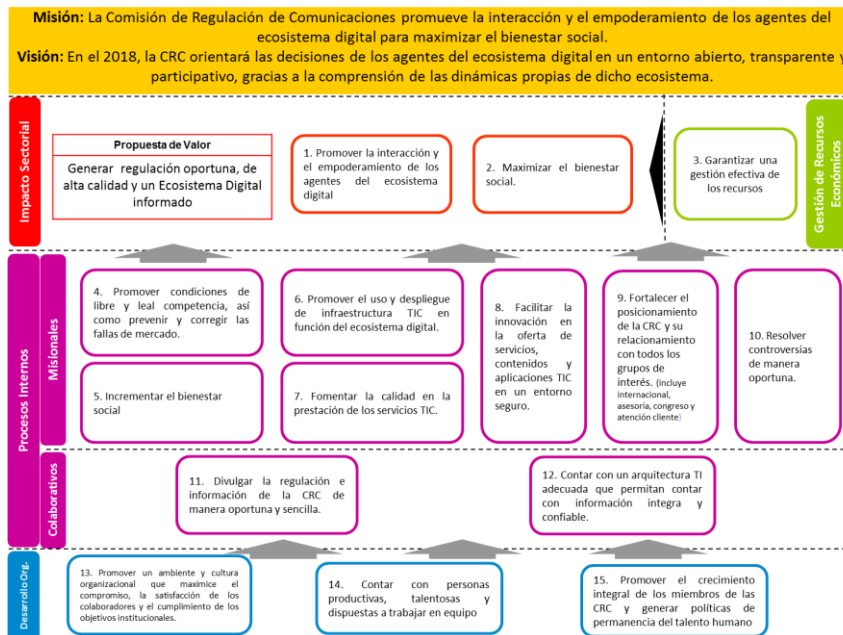 Misión: La Comisión de Regulación de Comunicaciones promueve la interacción y el empoderamiento de los agentes del
ecosistema digital para maximizar el bienestar social.
Visión: En el 2018, la CRC orientará las decisiones de los agentes del ecosistema digital en un entorno abierto, transparente y
participativo, gracias a la comprensión de las dinámicas propias de dicho ecosistema.
Impacto Sectorial
Propuesta de Valor
Generar regulación oportuna, de
alta calidad y un Ecosistema Digital
informado
1. Promover la interacción y
el empoderamiento de los
agentes del ecosistema
digital
2. Maximizar el bienestar
social.
3. Garantizar una
gestión efectiva de
los recursos
Gestión de Recursos
Económicos
Procesos Internos
Misionales
4. Promover condiciones de
libre y leal competencia, así
como prevenir y corregir las
fallas de mercado.
5. Incrementar el bienestar
social
6. Promover el uso y despliegue
de infraestructura TIC en
función del ecosistema digital.
7. Fomentar la calidad en la
prestación de los servicios TIC.
8. Facilitar la
innovación en
la oferta de
servicios,
contenidos y
aplicaciones TIC
en un entorno
seguro.
9. Fortalecer el
posicionamiento
de la CRC y su
relacionamiento
con todos los
grupos de
interés. (incluye
internacional,
asesoría, congreso y
atención cliente)
10. Resolver
controversias
de manera
oportuna.
Colaborativos
11. Divulgar la regulación e
información de la CRC de
manera oportuna y sencilla.
12. Contar con un arquitectura TI
adecuada que permitan contar
con información integra y
confiable.
Desarrollo Org.
13. Promover un ambiente y cultura
organizacional que maximice el
compromiso, la satisfacción de los
colaboradores y el cumplimiento de los
objetivos institucionales.
14. Contar con personas
productivas, talentosas y
dispuestas a trabajar en equipo
15. Promover el crecimiento
integral de los miembros de las
CRC y generar políticas de
permanencia del talento humano